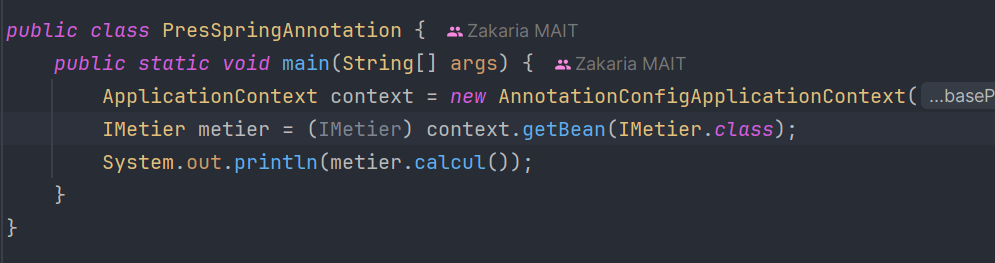 public class PresSpringAnnotation { Zakaria MAIT
public static void main(String[] args) { Zakaria MAIT
ApplicationContext context = new AnnotationConfigApplicationContext( ...baseP
IMetier metier = (IMetier) context.getBean(IMetier.class);
System.out.println(metier.calcul());
}
}